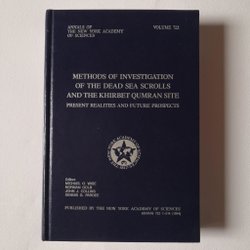 ANNALS OF
THE NEW YORK ACADEMY
OF SCIENCES
VOLUME 722
METHODS OF INVESTIGATION
OF THE DEAD SEA SCROLLS
AND THE KHIRBET QUMRAN SITE
PRESENT REALITIES AND FUTURE PROSPECTS
Editors
MICHAEL O. WISE
NORMAN GOLB
JOHN J. COLLINS
DENNIS G. PARDEE
PUBLISHED BY THE NEW YORK ACADEMY OF SCIENCES